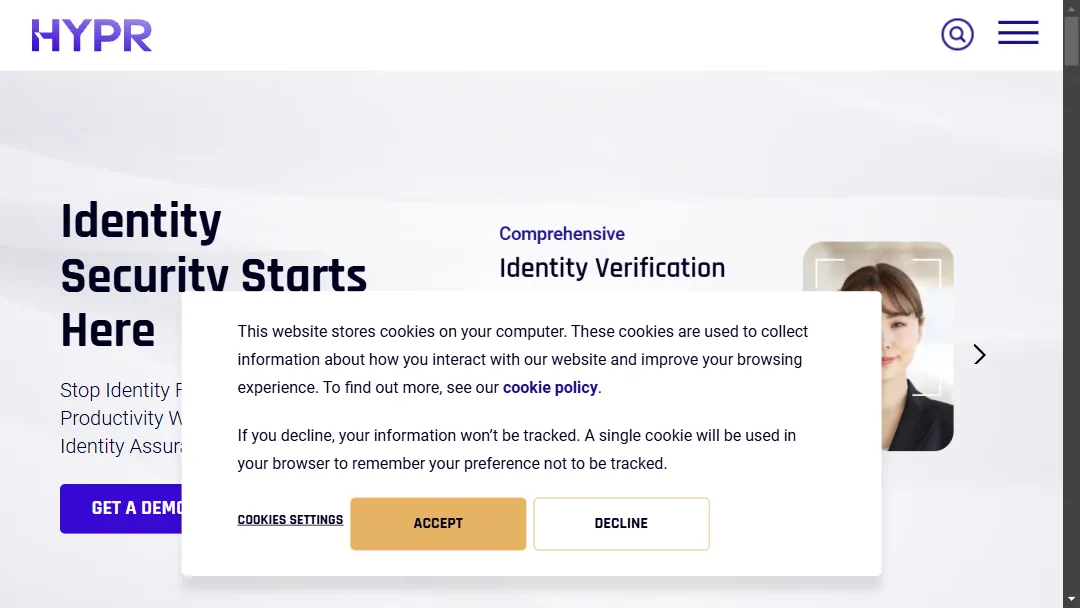 HYPR
Identity
Security Starts
Here
Stop Identity
Productivity
Identity
GET A DEMO
Comprehensive
Identity Verification
This website stores cookies on your computer. These cookies are used to collect
information about how you interact with our website and improve your browsing
experience. To find out more, see our cookie policy.
If you decline, your information won’t be tracked. A single cookie will be used in
your browser to remember your preference not to be tracked.
COOKIES SETTINGS
ACCEPT
DECLINE